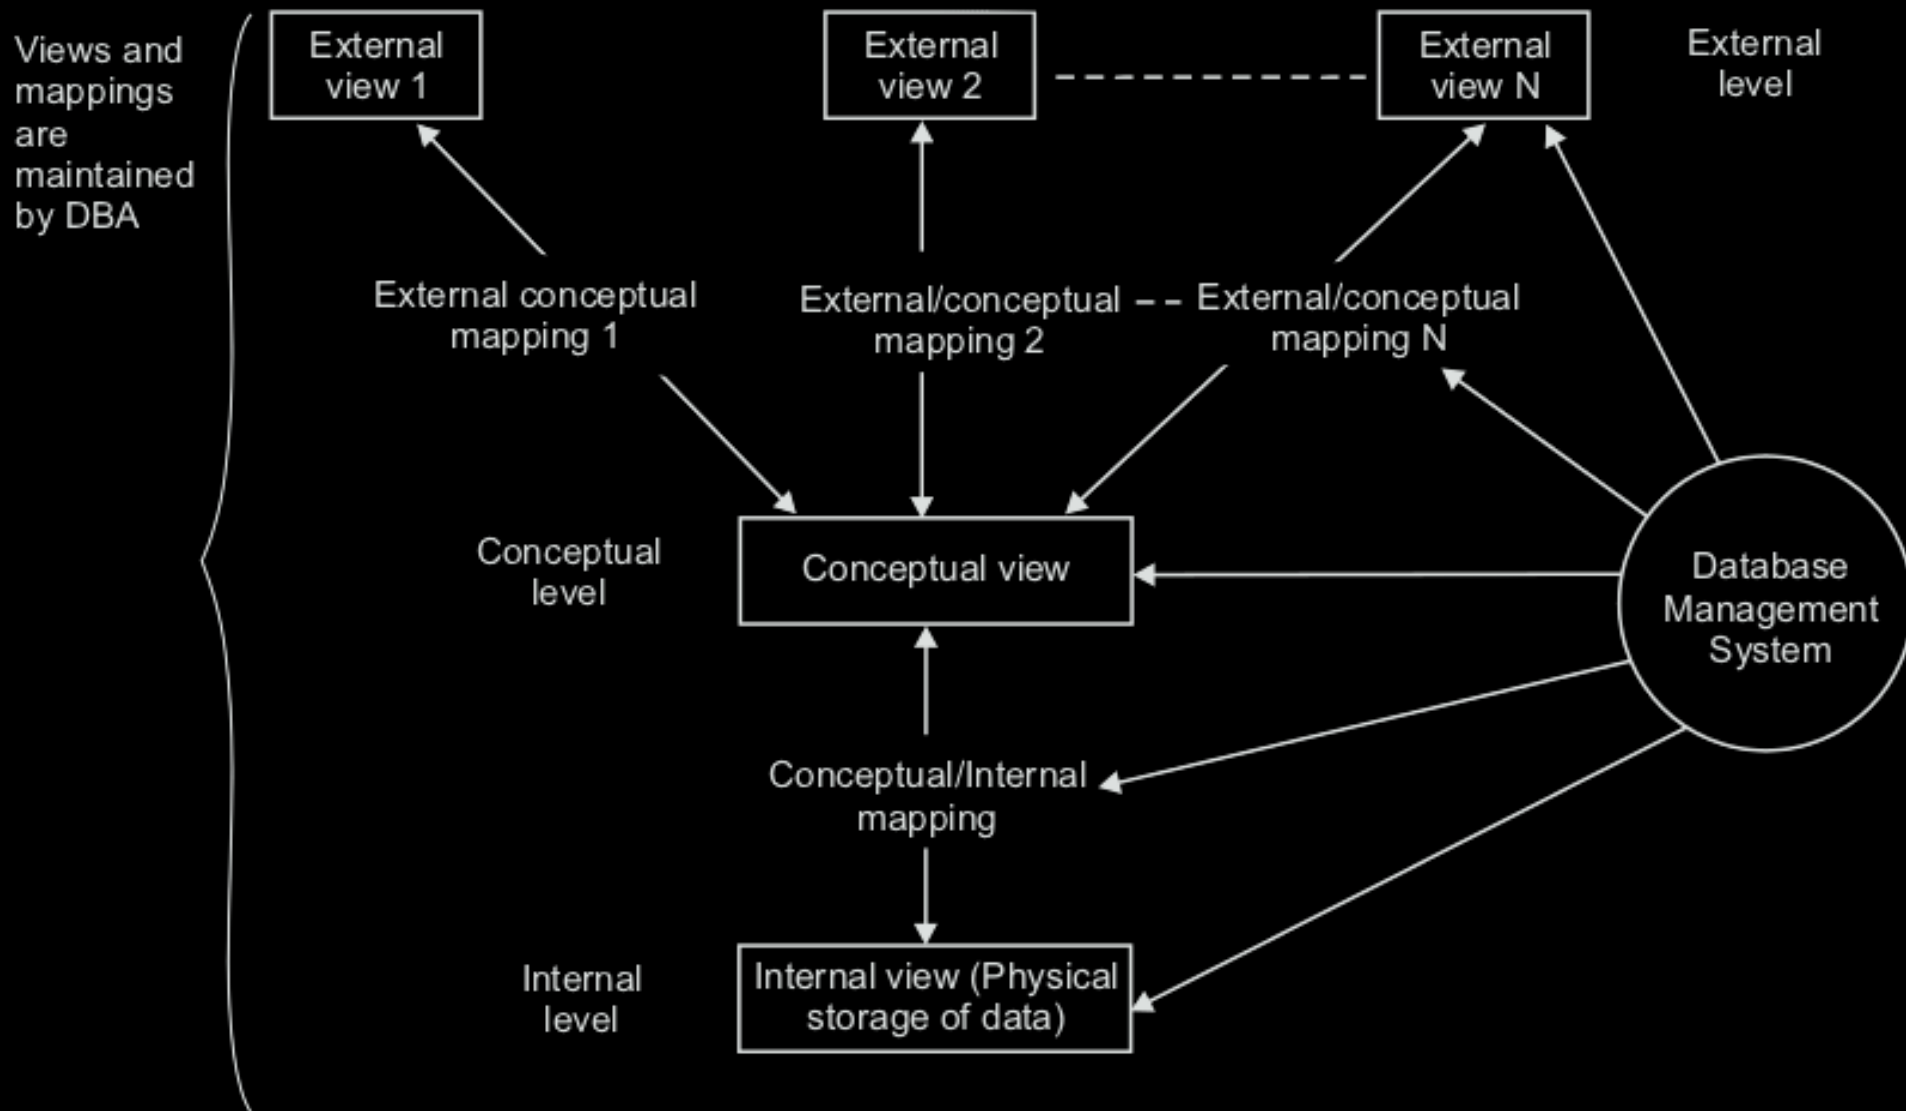 Views and
mappings
are
maintained
by DBA
External
view 1
External
view 2
External
view N
External
level
External conceptual
mapping 1
External/conceptual
mapping 2
External/conceptual
mapping N
Conceptual
level
Conceptual view
Database
Management
System
Conceptual/Internal
mapping
Internal
level
Internal view (Physical
storage of data)